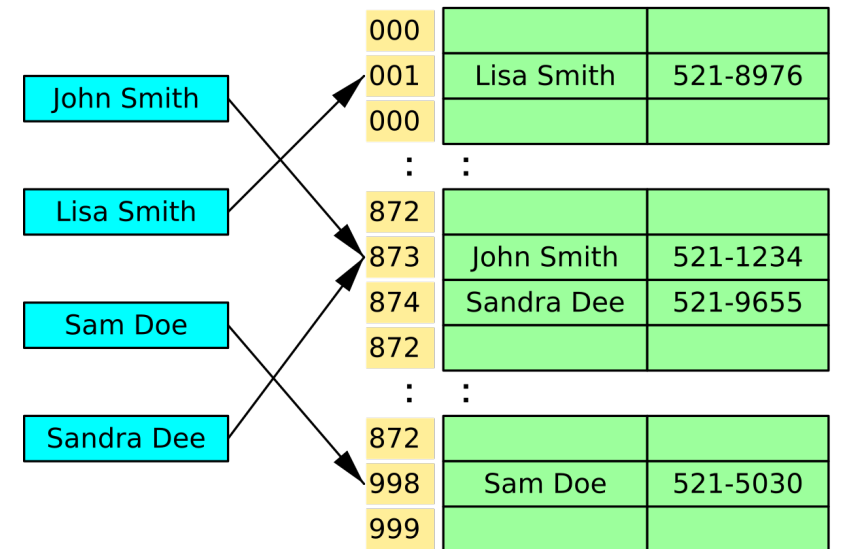 John Smith
Lisa Smith
Sam Doe
Sandra Dee
000
001 Lisa Smith 521-8976
000
: :
872
873 John Smith 521-1234
874 Sandra Dee 521-9655
872
: :
872
998 Sam Doe 521-5030
999